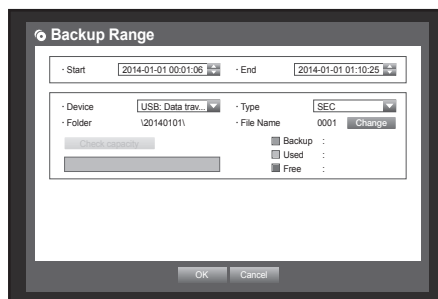 Backup Range
· Start 2014-01-01 00:01:06 · End 2014-01-01 01:10:25
· Device USB: Data trav... · Type SEC
· Folder \20140101\ · File Name 0001 Change
Check capacity
Backup :
Used :
Free :
OK Cancel